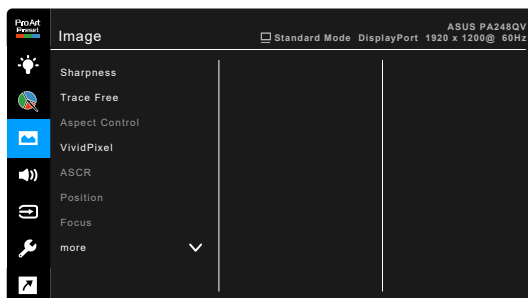 ProArt
Preset
Image
ASUS PA248QV
Standard Mode DisplayPort 1920 x 1200@ 60Hz
Sharpness
Trace Free
Aspect Control
VividPixel
ASCR
Position
Focus
more